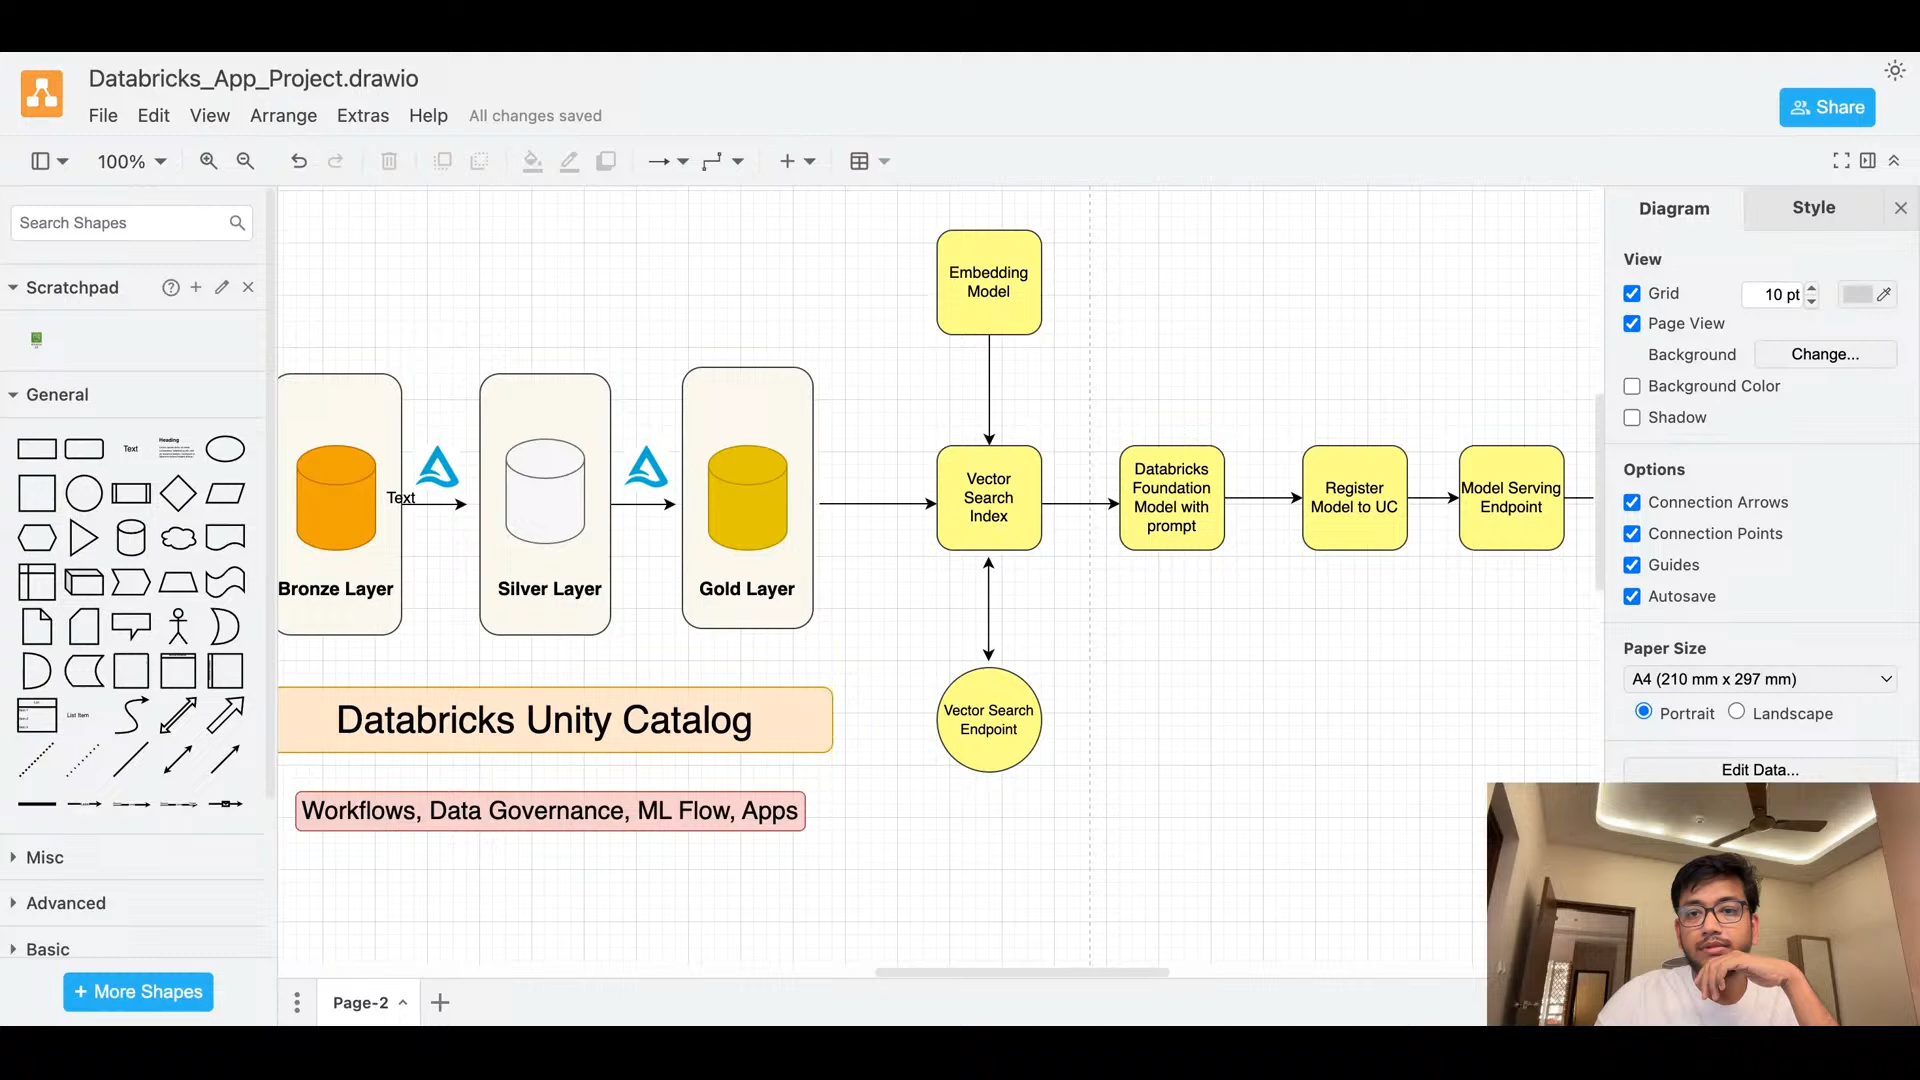 Databricks_App_Project.drawio
File Edit View Arrange Extras Help All changes saved
Share
100%
Search Shapes
Scratchpad
General
Text
Heading
List Item
Misc
Advanced
Basic
+ More Shapes
Embedding
Model
Text
Bronze Layer
Silver Layer
Gold Layer
Vector
Search
Index
Databricks
Foundation
Model with
prompt
Register
Model to UC
Model Serving
Endpoint
Vector Search
Endpoint
Databricks Unity Catalog
Workflows, Data Governance, ML Flow, Apps
Page-2
Diagram Style
View
Grid 10 pt
Page View
Background Change...
Background Color
Shadow
Options
Connection Arrows
Connection Points
Guides
Autosave
Paper Size
A4 (210 mm x 297 mm)
Portrait Landscape
Edit Data...